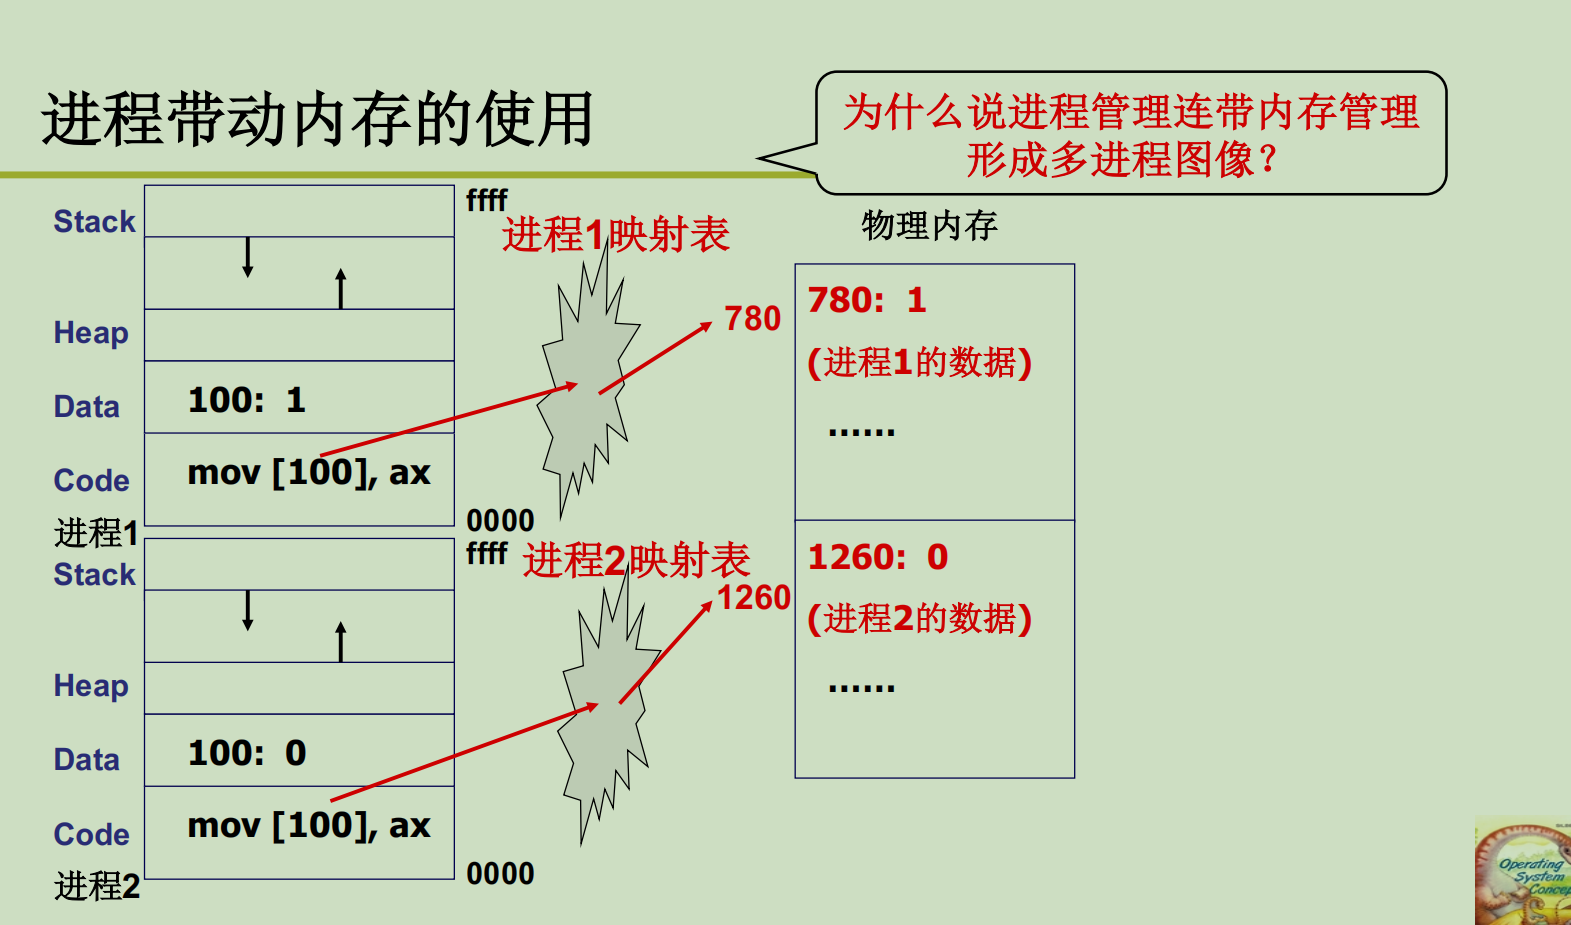 进程带动内存的使用
为什么说进程管理连带内存管理
形成多进程图像?
Stack
ffff
进程1映射表
物理内存
Heap
780
780: 1
(进程1的数据)
Data
100: 1
......
Code
mov [100], ax
进程1
0000
Stack
ffff
进程2映射表
1260
1260: 0
(进程2的数据)
Heap
......
Data
100: 0
Code
mov [100], ax
进程2
0000
Operating
System